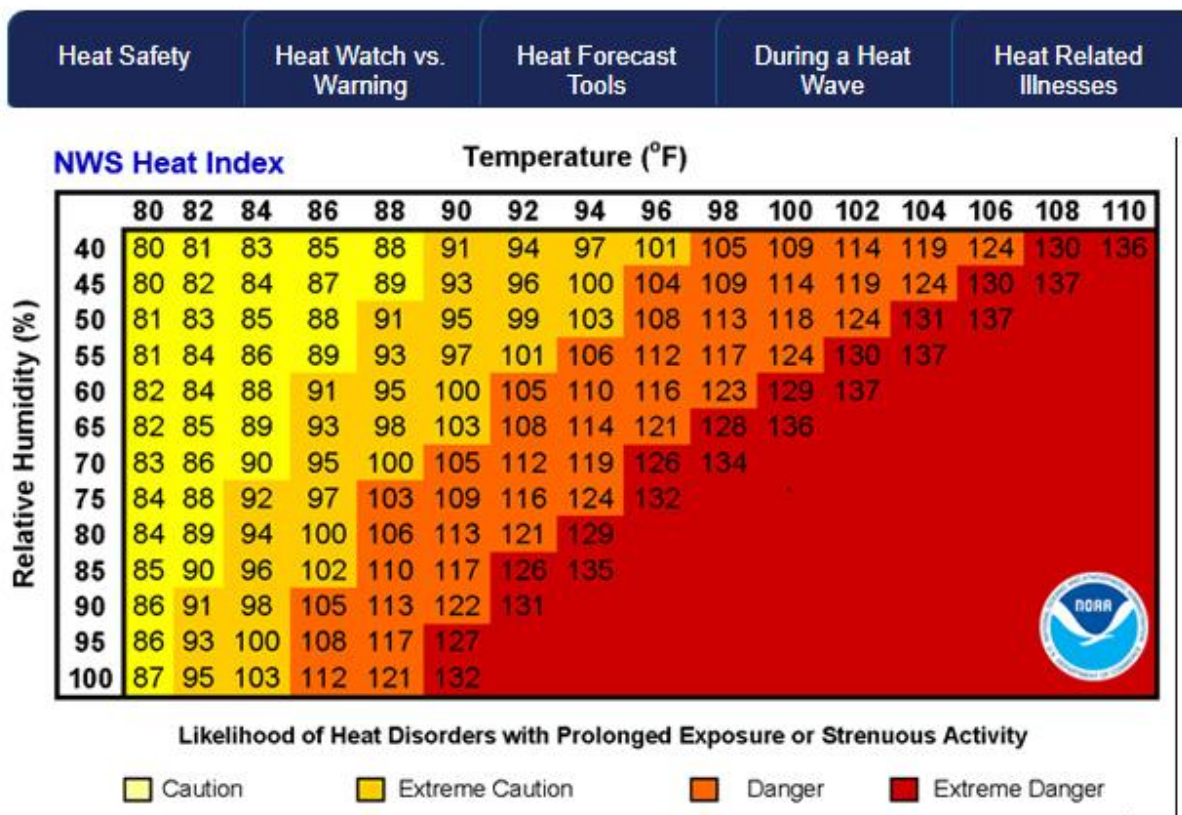 Heat Safety
Heat Watch vs.
Warning
Heat Forecast
Tools
During a Heat
Wave
Heat Related
Illnesses
NWS Heat Index
Temperature (°F)
80 82 84 86 88 90 92 94 96 98 100 102 104 106 108 110
Relative Humidity (%)
40 80 81 83 85 88 91 94 97 101 105 109 114 119 124 130 136
45 80 82 84 87 89 93 96 100 104 109 114 119 124 130 137
50 81 83 85 88 91 95 99 103 108 113 118 124 131 137
55 81 84 86 89 93 97 101 106 112 117 124 130 137
60 82 84 88 91 95 100 105 110 116 123 129 137
65 82 85 89 93 98 103 108 114 121 128 136
70 83 86 90 95 100 105 112 119 126 134
75 84 88 92 97 103 109 116 124 132
80 84 89 94 100 106 113 121 129
85 85 90 96 102 110 117 126 135
90 86 91 98 105 113 122 131
95 86 93 100 108 117 127
100 87 95 103 112 121 132
NOAA
Likelihood of Heat Disorders with Prolonged Exposure or Strenuous Activity
Caution
Extreme Caution
Danger
Extreme Danger